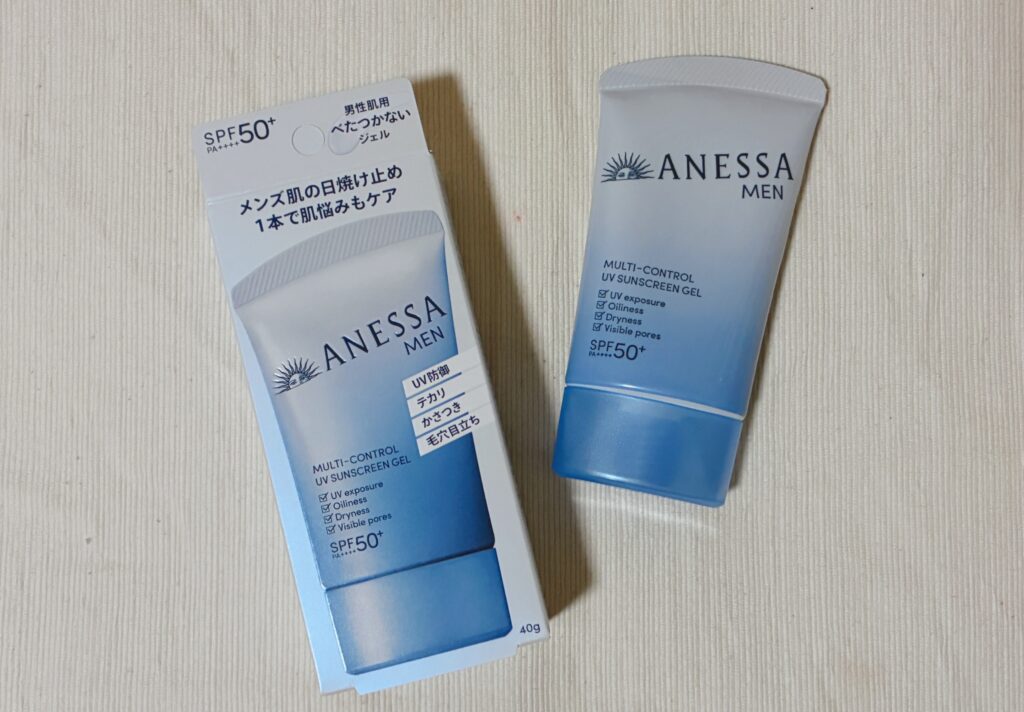 SPF50+
PA++++
男性肌用
べたつかない
ジェル
メンズ肌の日焼け止め
1本で肌悩みもケア
ANESSA
MEN
UV防御
テカリ
かさつき
毛穴目立ち
MULTI-CONTROL
UV SUNSCREEN GEL
UV exposure
Oiliness
Dryness
Visible pores
SPF50+
PA++++
40g
ANESSA
MEN
MULTI-CONTROL
UV SUNSCREEN GEL
UV exposure
Oiliness
Dryness
Visible pores
SPF50+
PA++++